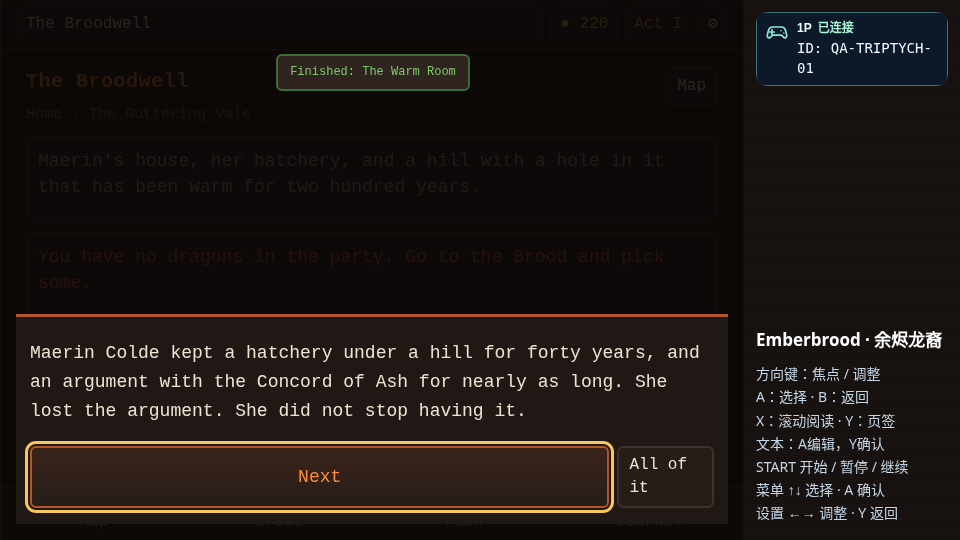 The Broodwell
● 220
Act I
⚙
Finished: The Warm Room
The Broodwell
Map
Home - The Guttering Vale
Maerin's house, her hatchery, and a hill with a hole in it
that has been warm for two hundred years.
You have no dragons in the party. Go to the Brood and pick
some.
Maerin Colde kept a hatchery under a hill for forty years, and
an argument with the Concord of Ash for nearly as long. She
lost the argument. She did not stop having it.
Next
All of
it
1P 已连接
ID: QA-TRIPTYCH-
01
Emberbrood · 余烬龙裔
方向键：焦点 / 调整
A：选择 · B：返回
X：滚动阅读 · Y：页签
文本：A编辑，Y确认
START 开始 / 暂停 / 继续
菜单 ↑↓ 选择 · A 确认
设置 ←→ 调整 · Y 返回